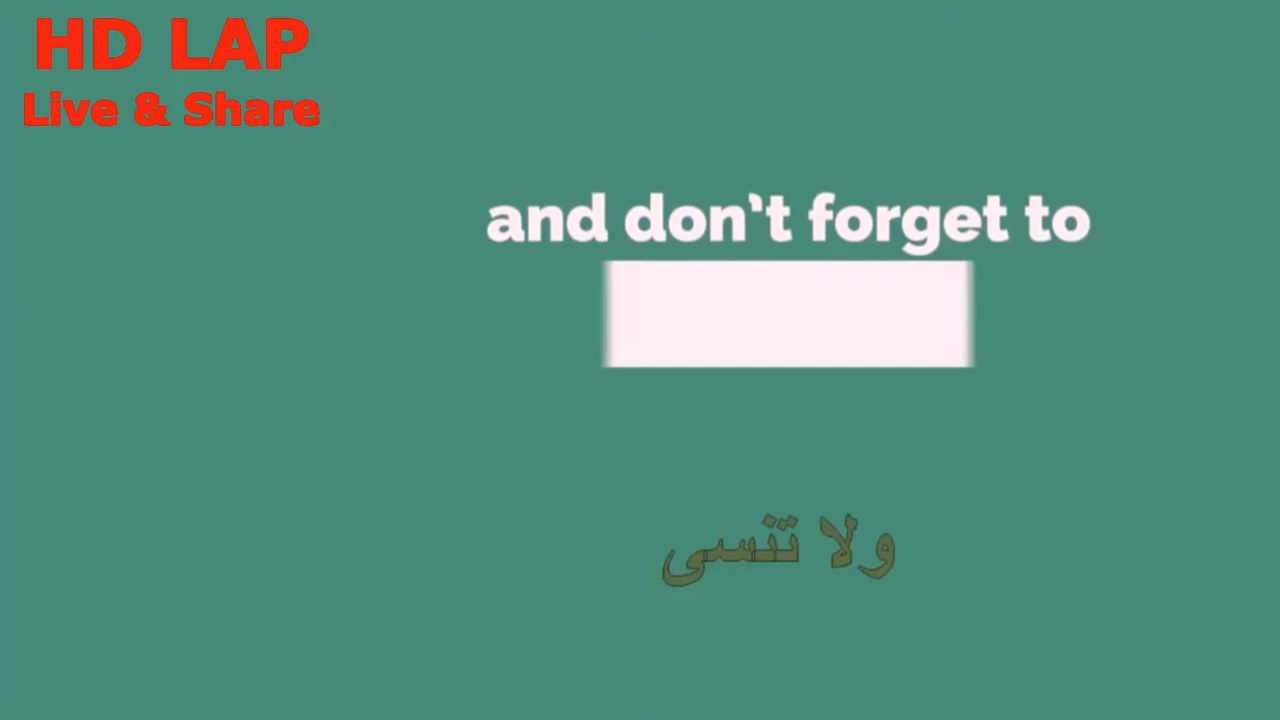 HD LAP
Live & Share
and don’t forget to
ولا تنسى